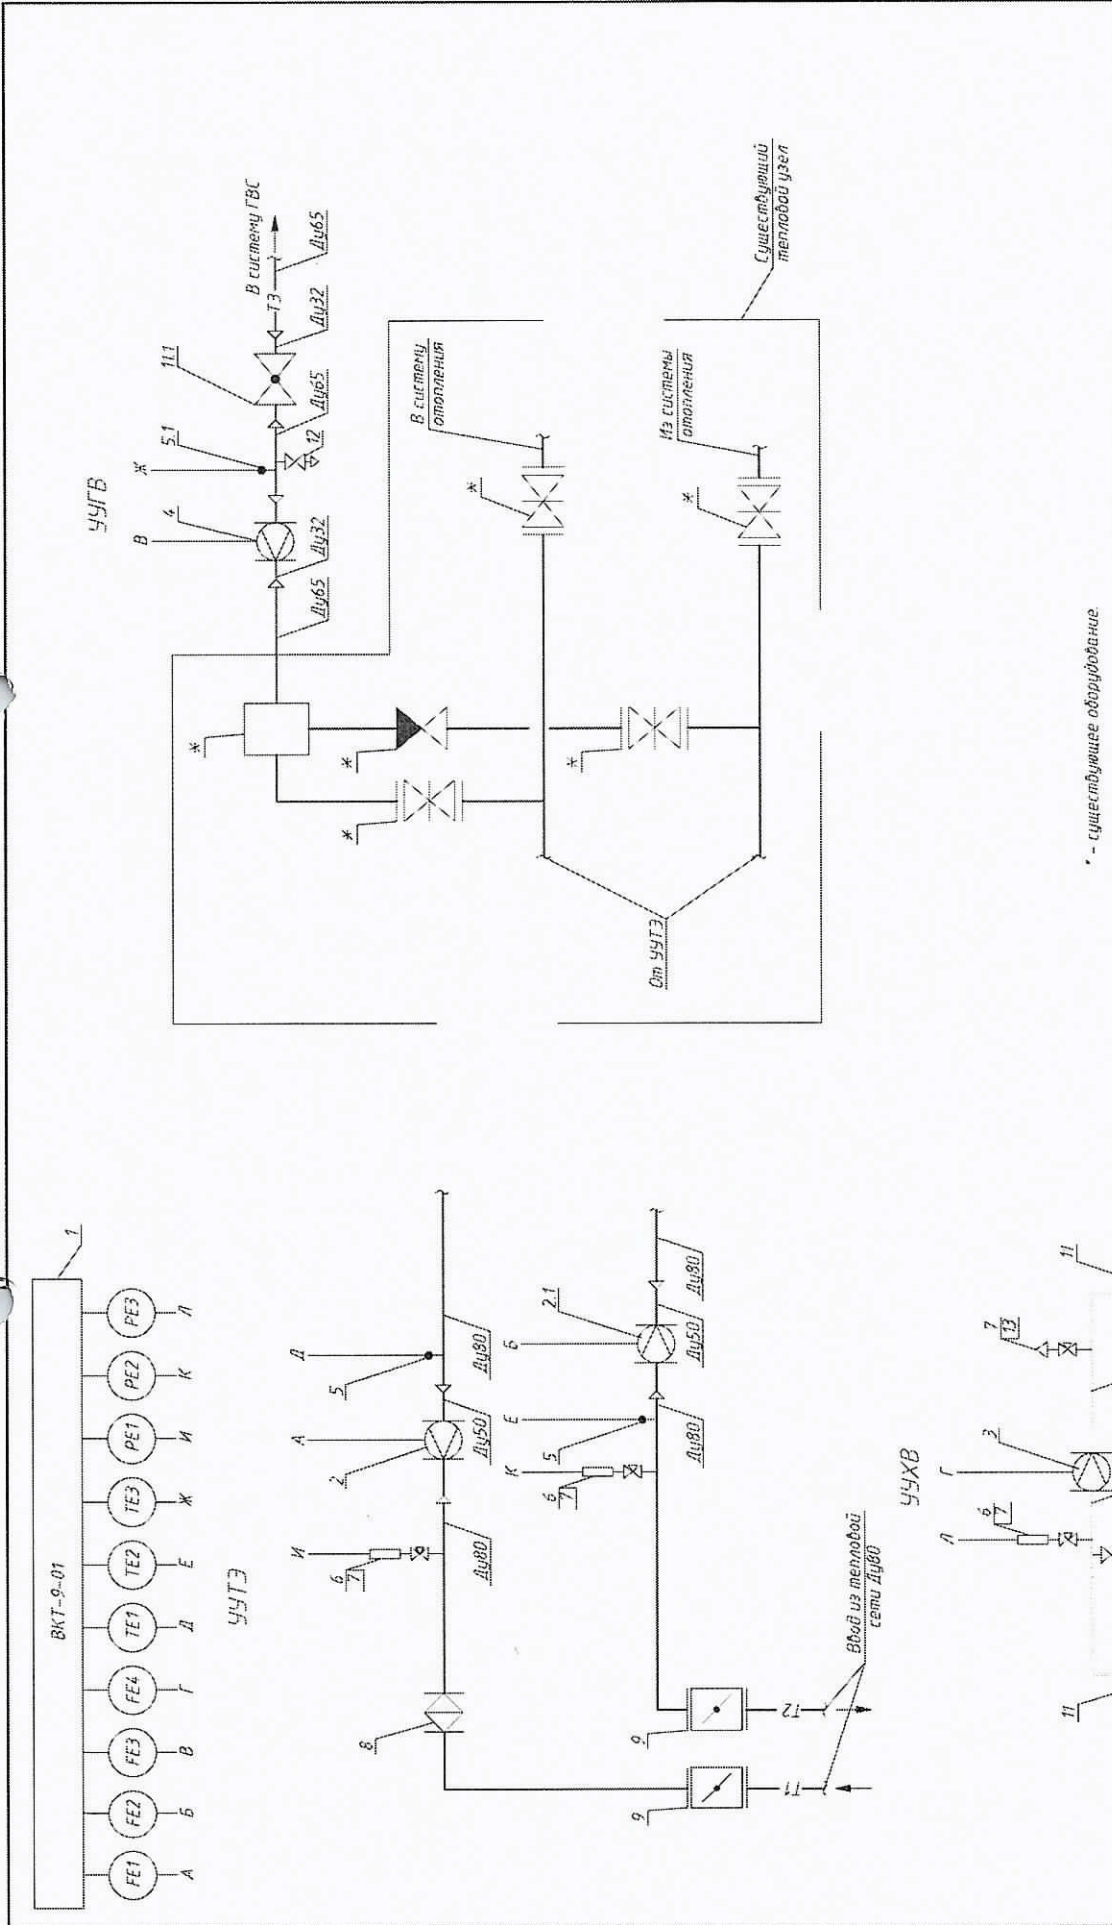 ВКТ-9-01
1
FE1
FE2
FE3
FE4
TE1
TE2
TE3
PE1
PE2
PE3
А
Б
В
Г
Д
Е
Ж
И
К
Л
УУТЭ
И
А
Д
6
7
2
5
8
Ду80
Ду50
Ду80
К
Е
Б
6
7
5
2.1
Ду80
Ду50
Ду80
9
9
Т1
Т2
Ввод из тепловой
сети Ду80
УУХВ
Л
Г
6
7
3
7
13
11
11
УУГВ
В
Ж
4
5.1
11.1
12
Ду65
Ду32
Ду65
Ду32
Ду65
Т3
В систему ГВС
*
*
*
*
*
*
В систему
отопления
Из системы
отопления
От УУТЭ
Существующий
тепловой узел
* - существующее оборудование.